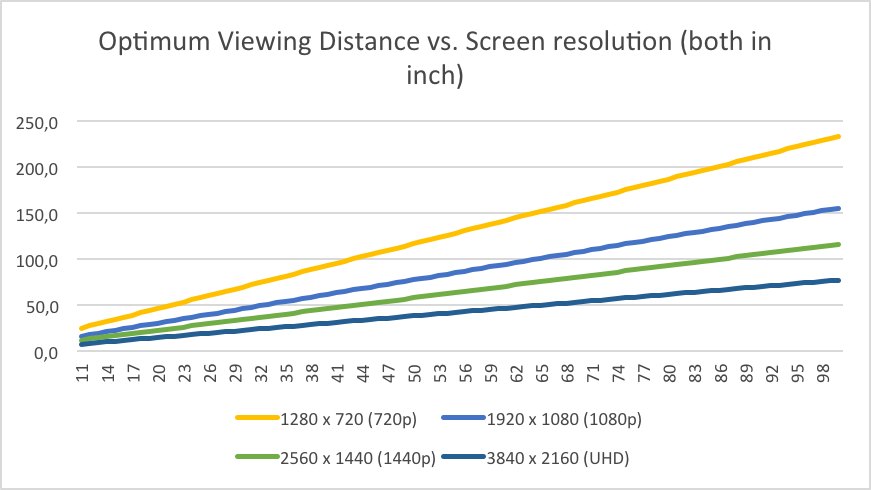 Optimum Viewing Distance vs. Screen resolution (both in
inch)
250,0
200,0
150,0
100,0
50,0
0,0
11 14 17 20 23 26 29 32 35 38 41 44 47 50 53 56 59 62 65 68 71 74 77 80 83 86 89 92 95 98
1280 x 720 (720p) 1920 x 1080 (1080p)
2560 x 1440 (1440p) 3840 x 2160 (UHD)